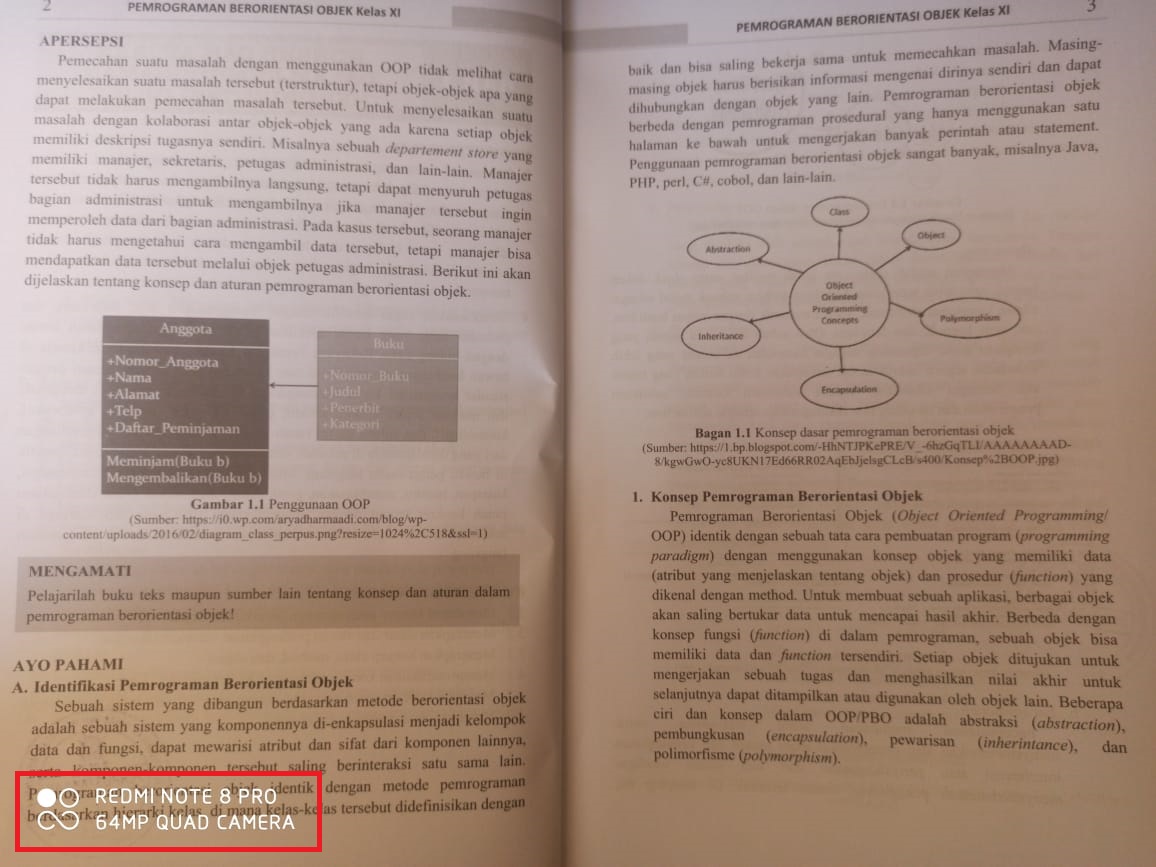 2
PEMROGRAMAN BERORIENTASI OBJEK Kelas XI
APERSEPSI
Pemecahan suatu masalah dengan menggunakan OOP tidak melihat cara
menyelesaikan suatu masalah tersebut (terstruktur), tetapi objek-objek apa yang
dapat melakukan pemecahan masalah tersebut. Untuk menyelesaikan suatu
masalah dengan kolaborasi antar objek-objek yang ada karena setiap objek
memiliki deskripsi tugasnya sendiri. Misalnya sebuah departement store yang
memiliki manajer, sekretaris, petugas administrasi, dan lain-lain. Manajer
tersebut tidak harus mengambilnya langsung, tetapi dapat menyuruh petugas
bagian administrasi untuk mengambilnya jika manajer tersebut ingin
memperoleh data dari bagian administrasi. Pada kasus tersebut, seorang manajer
tidak harus mengetahui cara mengambil data tersebut, tetapi manajer bisa
mendapatkan data tersebut melalui objek petugas administrasi. Berikut ini akan
dijelaskan tentang konsep dan aturan pemrograman berorientasi objek.
Anggota
+Nomor_Anggota
+Nama
+Alamat
+Telp
+Daftar_Peminjaman
Meminjam(Buku b)
Mengembalikan(Buku b)
Buku
+Nomor_Buku
+Judul
+Penerbit
+Kategori
Gambar 1.1 Penggunaan OOP
(Sumber: https://i0.wp.com/aryadharmaadi.com/blog/wp-
content/uploads/2016/02/diagram_class_perpus.png?resize=1024%2C518&ssl=1)
MENGAMATI
Pelajarilah buku teks maupun sumber lain tentang konsep dan aturan dalam
pemrograman berorientasi objek!
AYO PAHAMI
A. Identifikasi Pemrograman Berorientasi Objek
Sebuah sistem yang dibangun berdasarkan metode berorientasi objek
adalah sebuah sistem yang komponennya di-enkapsulasi menjadi kelompok
data dan fungsi, dapat mewarisi atribut dan sifat dari komponen lainnya,
serta komponen-komponen tersebut saling berinteraksi satu sama lain.
identik dengan metode pemrograman
berdasarkan hierarki kelas, di mana kelas-kelas tersebut didefinisikan dengan
REDMI NOTE 8 PRO
64MP QUAD CAMERA
PEMROGRAMAN BERORIENTASI OBJEK Kelas XI
3
baik dan bisa saling bekerja sama untuk memecahkan masalah. Masing-
masing objek harus berisikan informasi mengenai dirinya sendiri dan dapat
dihubungkan dengan objek yang lain. Pemrograman berorientasi objek
berbeda dengan pemrograman prosedural yang hanya menggunakan satu
halaman ke bawah untuk mengerjakan banyak perintah atau statement.
Penggunaan pemrograman berorientasi objek sangat banyak, misalnya Java,
PHP, perl, C#, cobol, dan lain-lain.
Class
Abstraction
Object
Object
Oriented
Programming
Concepts
Inheritance
Polymorphism
Encapsulation
Bagan 1.1 Konsep dasar pemrograman berorientasi objek
(Sumber: https://1.bp.blogspot.com/-HhNTJPKePRE/V_-6hzGqTLI/AAAAAAAAD-
8/kgwGwO-yc8UKN17Ed66RR02AqEbJjelsgCLcB/s400/Konsep%2BOOP.jpg)
1. Konsep Pemrograman Berorientasi Objek
Pemrograman Berorientasi Objek (Object Oriented Programming/
OOP) identik dengan sebuah tata cara pembuatan program (programming
paradigm) dengan menggunakan konsep objek yang memiliki data
(atribut yang menjelaskan tentang objek) dan prosedur (function) yang
dikenal dengan method. Untuk membuat sebuah aplikasi, berbagai objek
akan saling bertukar data untuk mencapai hasil akhir. Berbeda dengan
konsep fungsi (function) di dalam pemrograman, sebuah objek bisa
memiliki data dan function tersendiri. Setiap objek ditujukan untuk
mengerjakan sebuah tugas dan menghasilkan nilai akhir untuk
selanjutnya dapat ditampilkan atau digunakan oleh objek lain. Beberapa
ciri dan konsep dalam OOP/PBO adalah abstraksi (abstraction),
pembungkusan (encapsulation), pewarisan (inherintance), dan
polimorfisme (polymorphism).